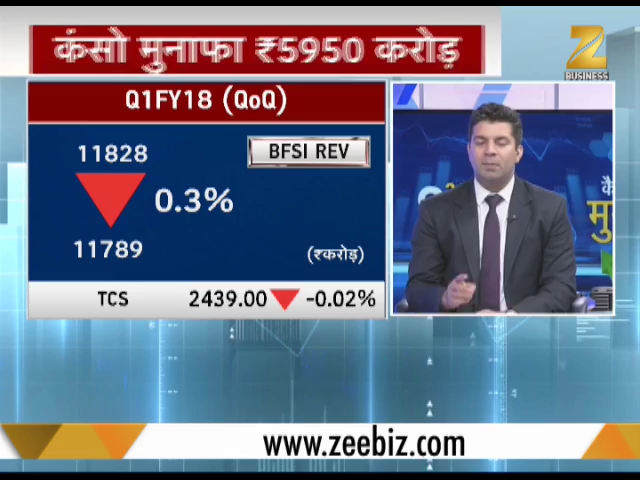 कंसो मुनाफा ₹5950 करोड़
Z
BUSINESS
Q1FY18 (QoQ)
11828
BFSI REV
0.3%
11789
(₹करोड़)
TCS 2439.00 -0.02%
www.zeebiz.com